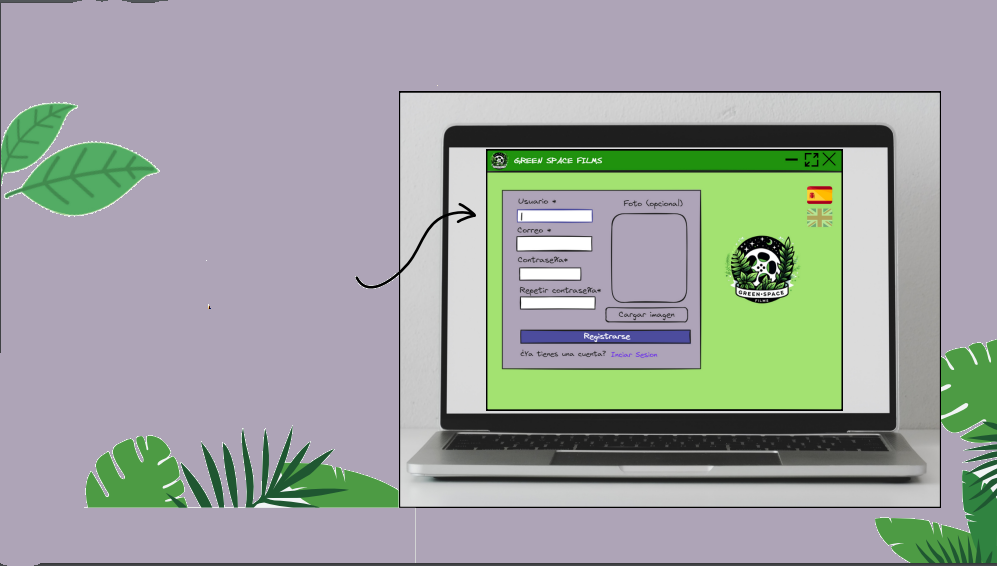 GREEN SPACE FILMS
Usuario *
Foto (opcional)
Correo *
Contraseña*
Repetir contraseña*
Cargar imagen
Registrarse
¿Ya tienes una cuenta? Inciar Sesion
GREEN•SPACE
FILMS